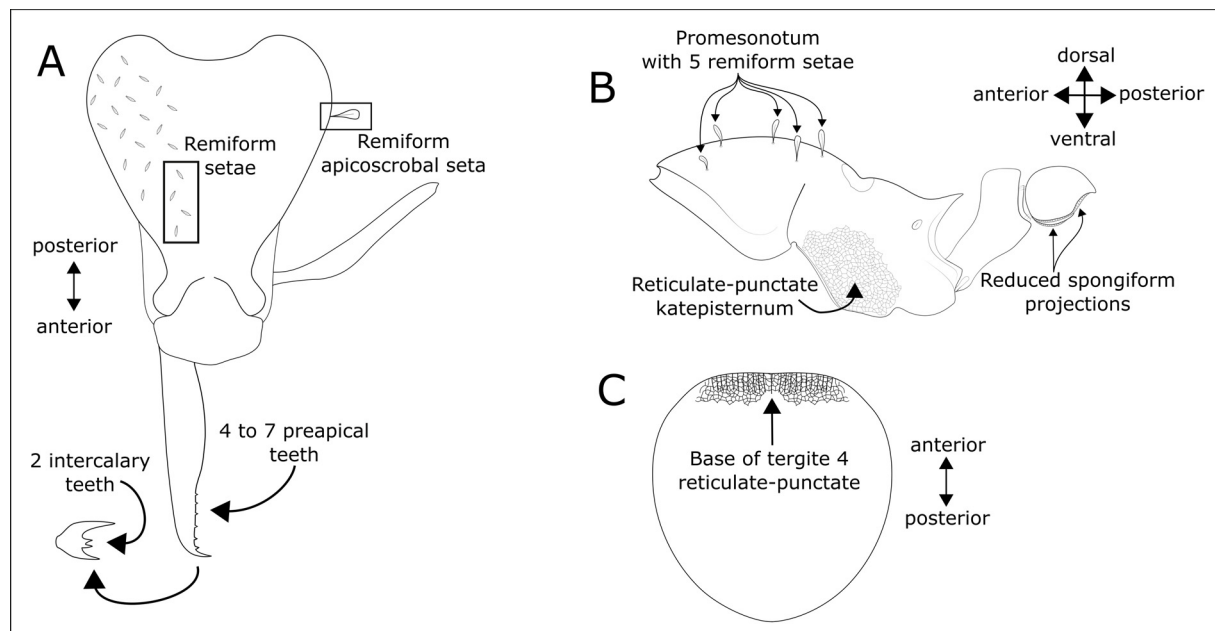 A
Remiform
setae
Remiform
apicoscrobal seta
posterior
anterior
4 to 7 preapical
teeth
2 intercalary
teeth
B
Promesonotum
with 5 remiform setae
dorsal
anterior
posterior
ventral
Reticulate-punctate
katepisternum
Reduced spongiform
projections
C
Base of tergite 4
reticulate-punctate
anterior
posterior